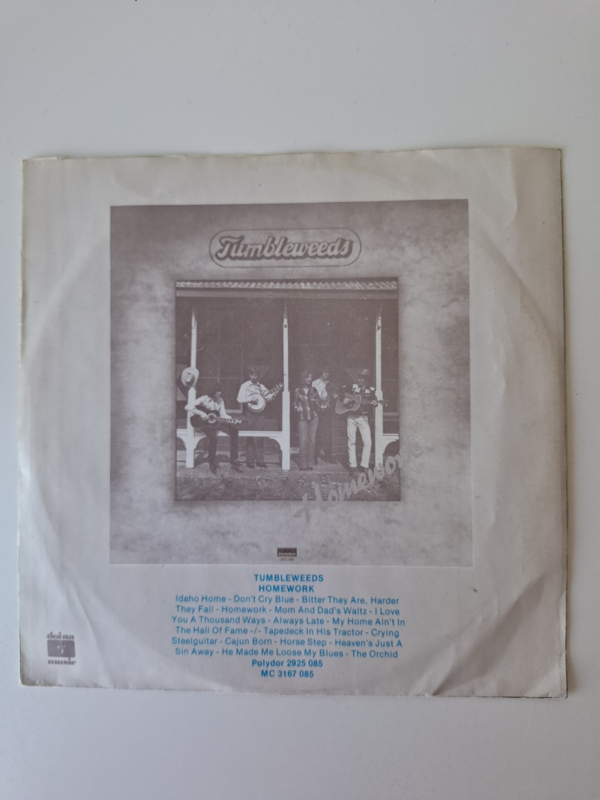 Tumbleweeds
Homework
TUMBLEWEEDS
HOMEWORK
Idaho Home - Don't Cry Blue - Bitter They Are, Harder
They Fall - Homework - Mom And Dad's Waltz - I Love
You A Thousand Ways - Always Late - My Home Ain't In
The Hall Of Fame -/- Tapedeck In His Tractor - Crying
Steelguitar - Cajun Born - Horse Step - Heaven's Just A
Sin Away - He Made Me Loose My Blues - The Orchid
Polydor 2925 085
MC 3167 085
doina
music